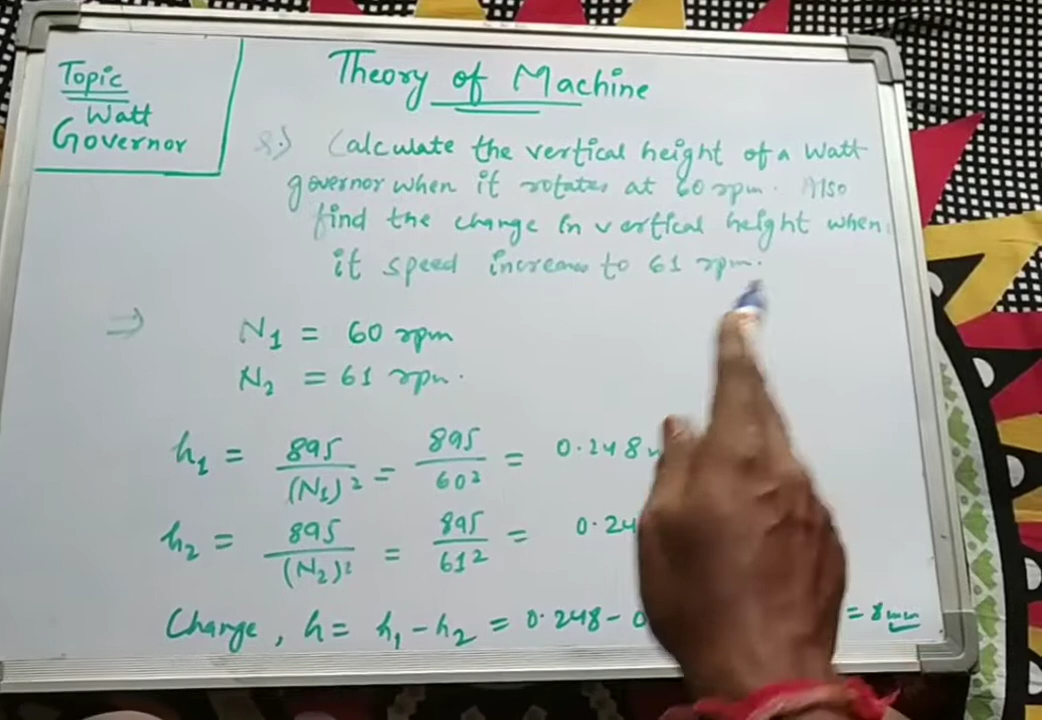 Topic
Watt
Governor
Theory of Machine
Q.) Calculate the vertical height of a Watt
governor when it rotates at 60 rpm. Also
find the change in vertical height when
it speed increases to 61 rpm.
⇒ N1 = 60 rpm
N2 = 61 rpm.
h1 = 895/(N1)² = 895/60² = 0.248
h2 = 895/(N2)² = 895/61² = 0.24
Change, h = h1 - h2 = 0.248 - 0 = 8mm